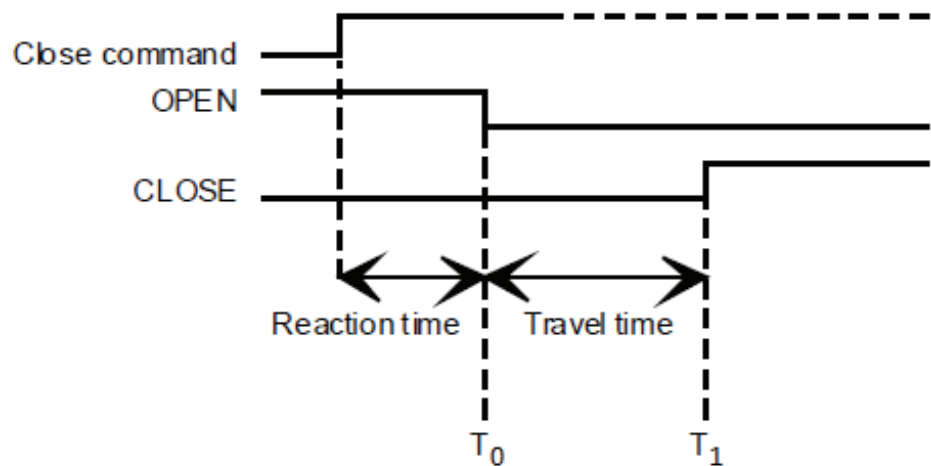 Close command
OPEN
CLOSE
Reaction time
Travel time
T0
T1